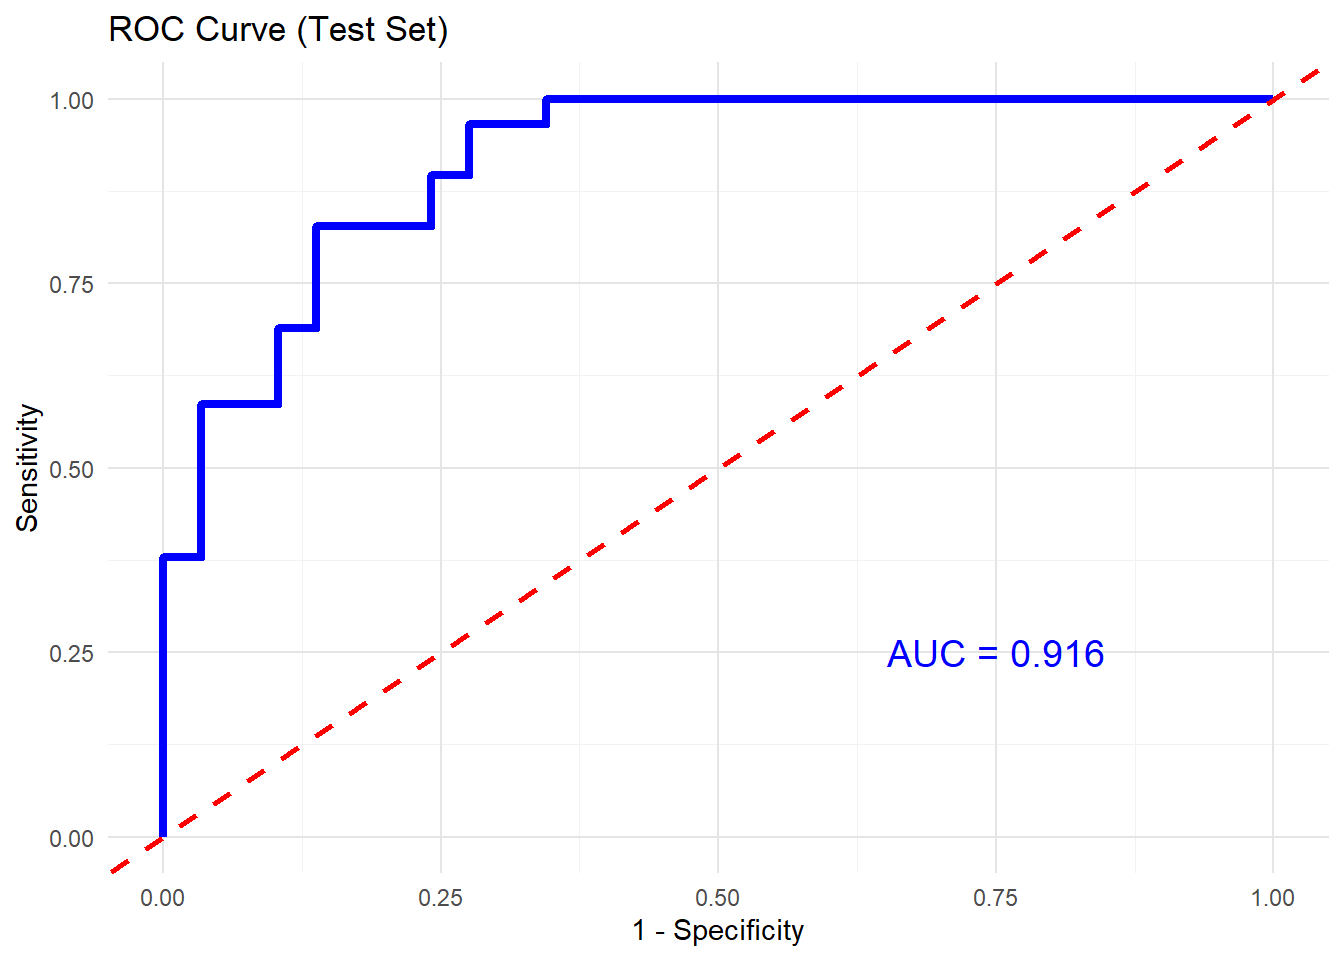 ROC Curve (Test Set)
1.00
0.75
0.50
0.25
0.00
Sensitivity
AUC = 0.916
0.00 0.25 0.50 0.75 1.00
1 - Specificity